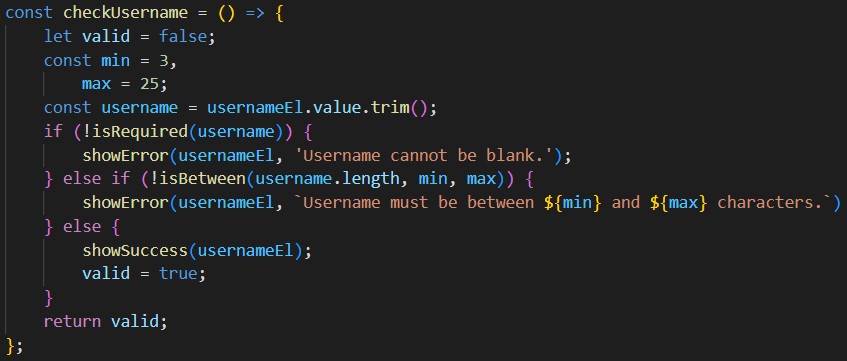 const checkUsername = () => {
    let valid = false;
    const min = 3,
        max = 25;
    const username = usernameEl.value.trim();
    if (!isRequired(username)) {
        showError(usernameEl, 'Username cannot be blank.');
    } else if (!isBetween(username.length, min, max)) {
        showError(usernameEl, `Username must be between ${min} and ${max} characters.`)
    } else {
        showSuccess(usernameEl);
        valid = true;
    }
    return valid;
};